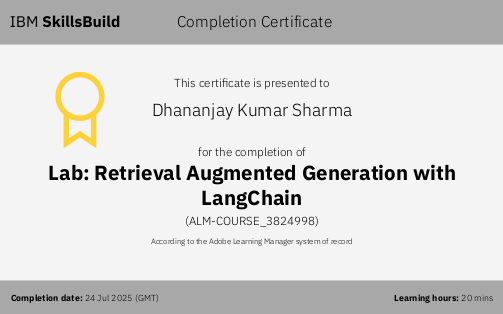 IBM SkillsBuild Completion Certificate
This certificate is presented to
Dhananjay Kumar Sharma
for the completion of
Lab: Retrieval Augmented Generation with
LangChain
(ALM-COURSE_3824998)
According to the Adobe Learning Manager system of record
Completion date: 24 Jul 2025 (GMT) Learning hours: 20 mins